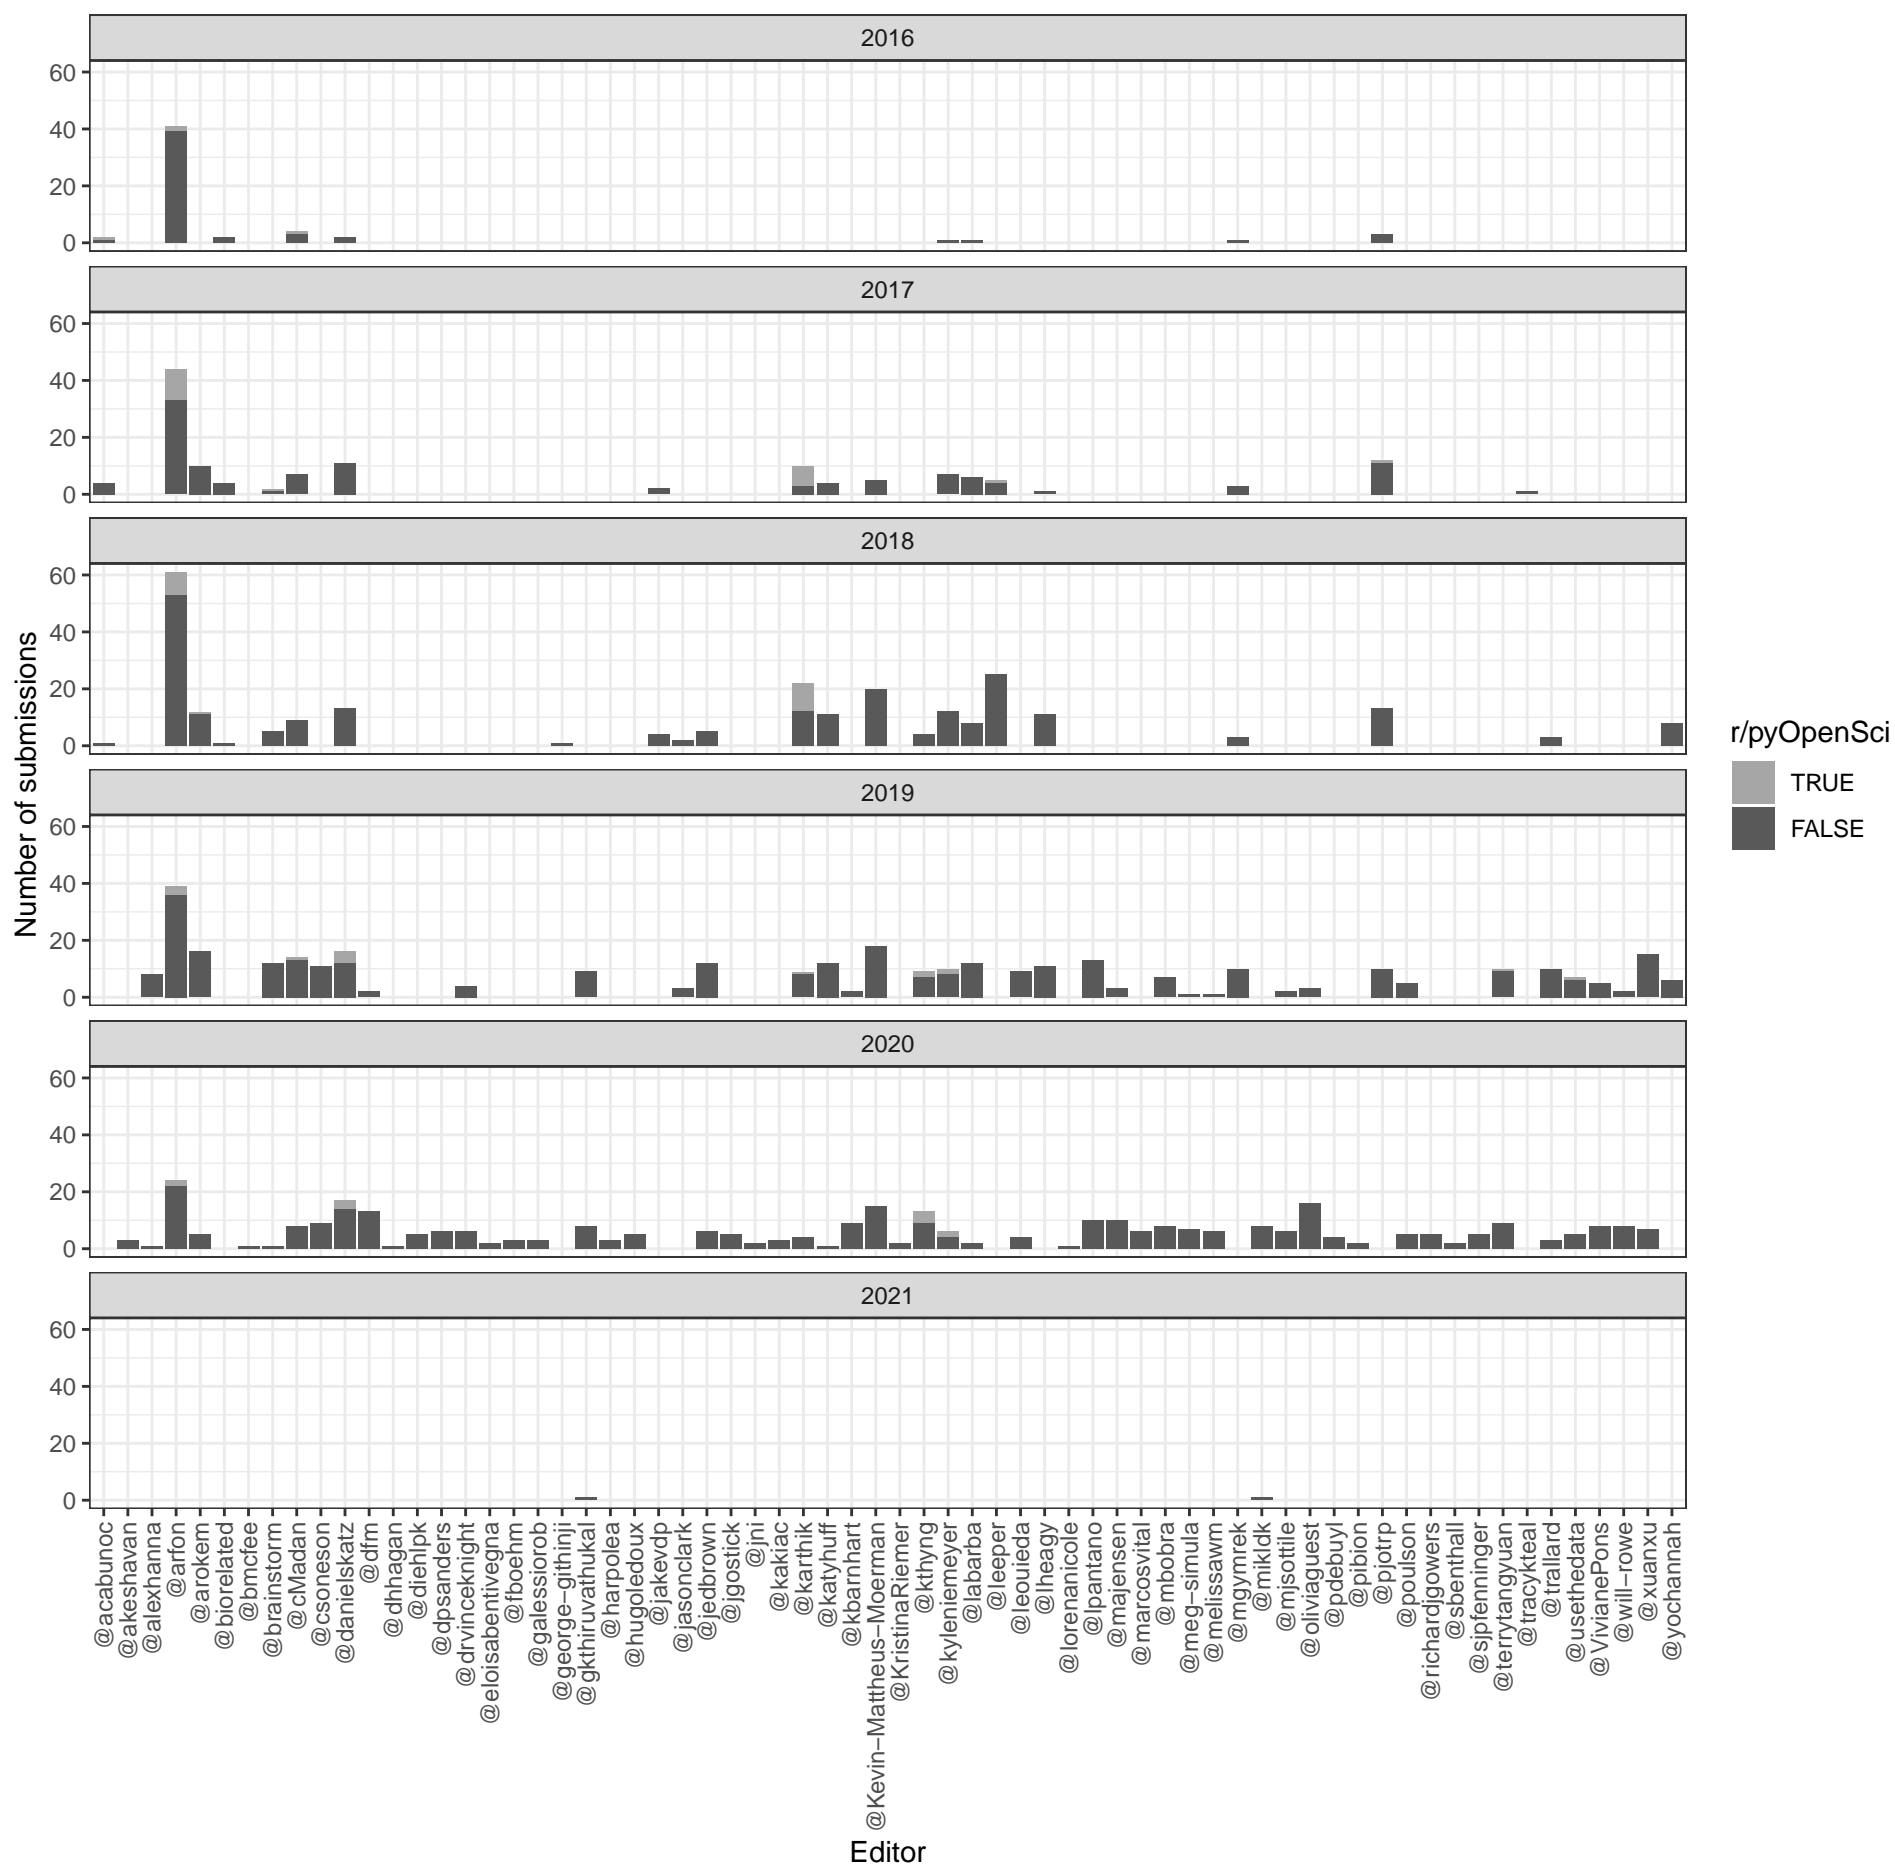 2016
60
40
20
0
2017
60
40
20
0
2018
60
40
20
0
2019
60
40
20
0
2020
60
40
20
0
2021
60
40
20
0
Number of submissions
@acabunoc
@akeshavan
@alexhanna
@arfon
@arokem
@biorelated
@bmcfee
@brainstorm
@cMadan
@csoneson
@danielskatz
@dfm
@dhhagan
@diehlpk
@dpsanders
@drvinceknight
@eloisabentivegna
@fboehm
@galessiorob
@george−githinji
@gkthiruvathukal
@harpolea
@hugoledoux
@jakevdp
@jasonclark
@jedbrown
@jgostick
@jni
@kakiac
@karthik
@katyhuff
@kbarnhart
@Kevin−Mattheus−Moerman
@KristinaRiemer
@kthyng
@kyleniemeyer
@labarba
@leeper
@leouieda
@lheagy
@lorenanicole
@lpantano
@majensen
@marcosvital
@mbobra
@meg−simula
@melissawm
@mgymrek
@mikldk
@mjsottile
@oliviaguest
@pdebuyl
@pibion
@pjotrp
@poulson
@richardjgowers
@sbenthall
@sjpfenninger
@terrytangyuan
@tracykteal
@trallard
@usethedata
@VivianePons
@will−rowe
@xuanxu
@yochannah
Editor
r/pyOpenSci
TRUE
FALSE